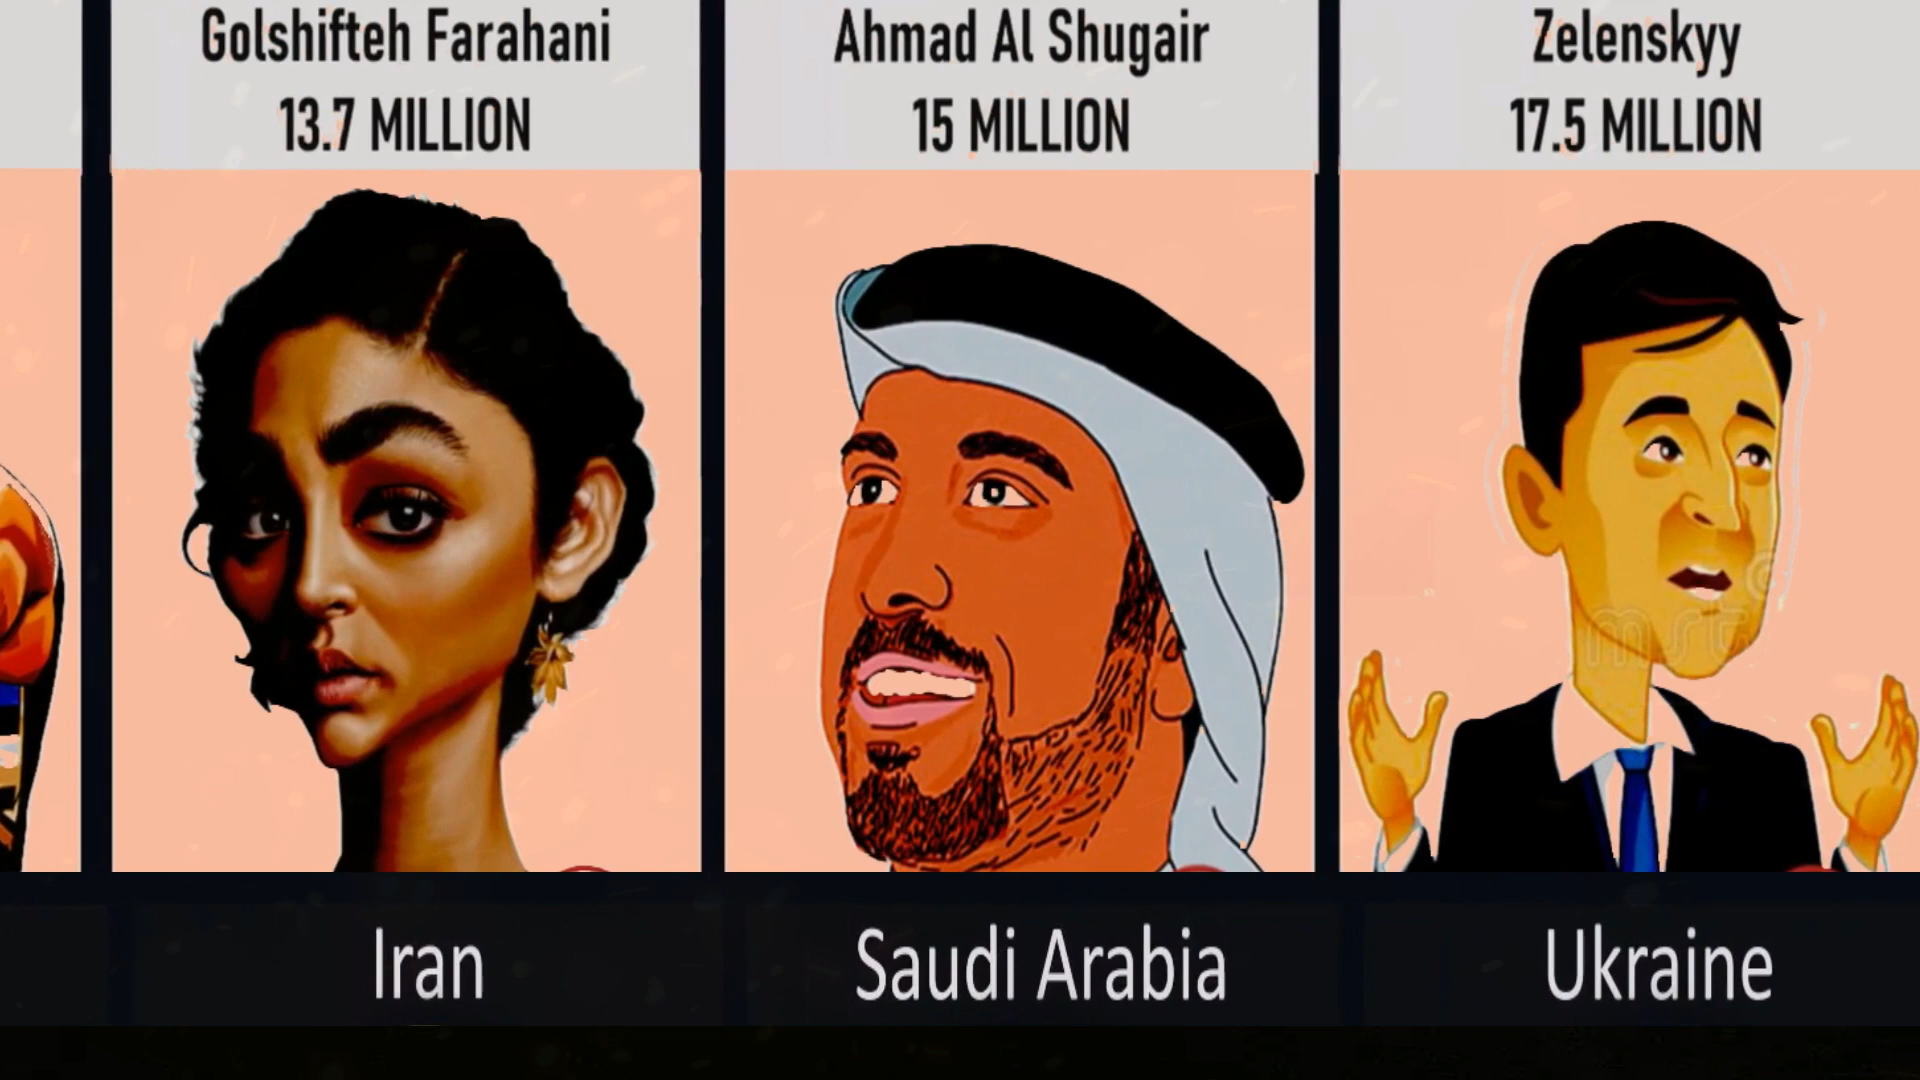 Golshifteh Farahani
13.7 MILLION
Ahmad Al Shugair
15 MILLION
Zelenskyy
17.5 MILLION
Iran
Saudi Arabia
Ukraine